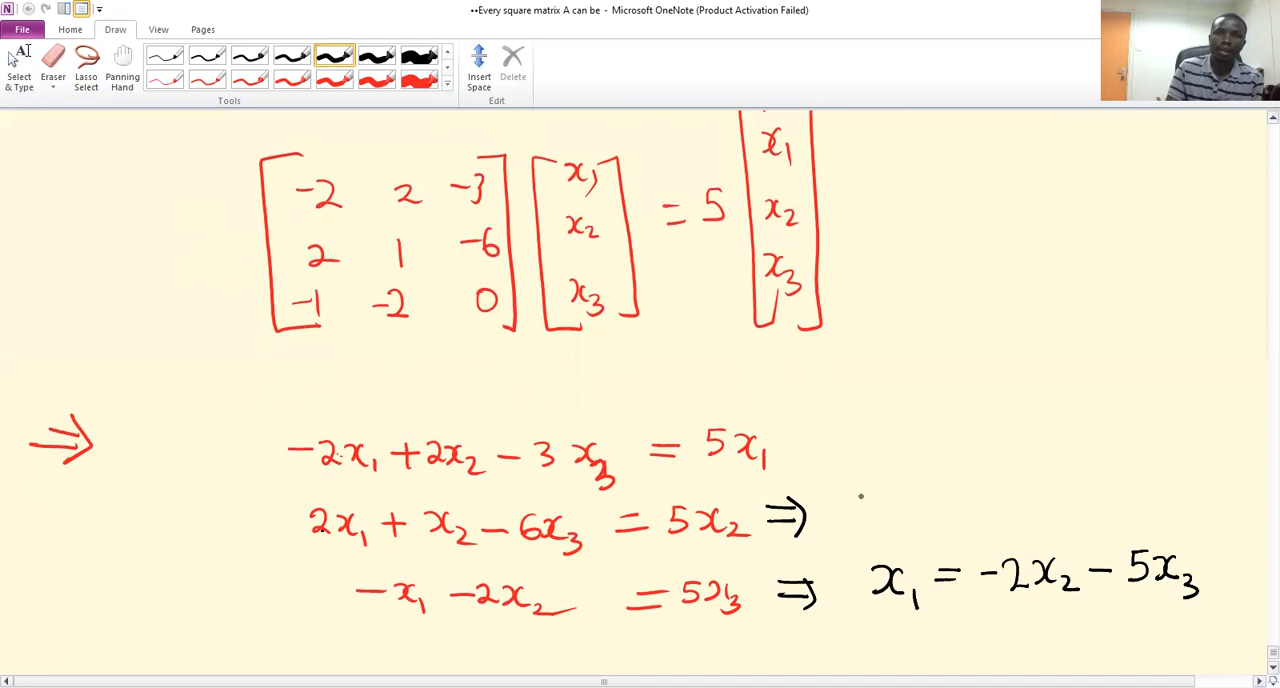 ••Every square matrix A can be - Microsoft OneNote (Product Activation Failed)
File Home Draw View Pages
Select & Type Eraser Lasso Select Panning Hand Insert Space Delete
Tools Edit
[-2 2 -3] [x₁] = 5 [x₁]
[2 1 -6] [x₂] [x₂]
[-1 -2 0] [x₃] [x₃]
⇒ -2x₁ + 2x₂ - 3x₃ = 5x₁
2x₁ + x₂ - 6x₃ = 5x₂ ⇒
-x₁ -2x₂ = 5x₃ ⇒ x₁ = -2x₂ - 5x₃